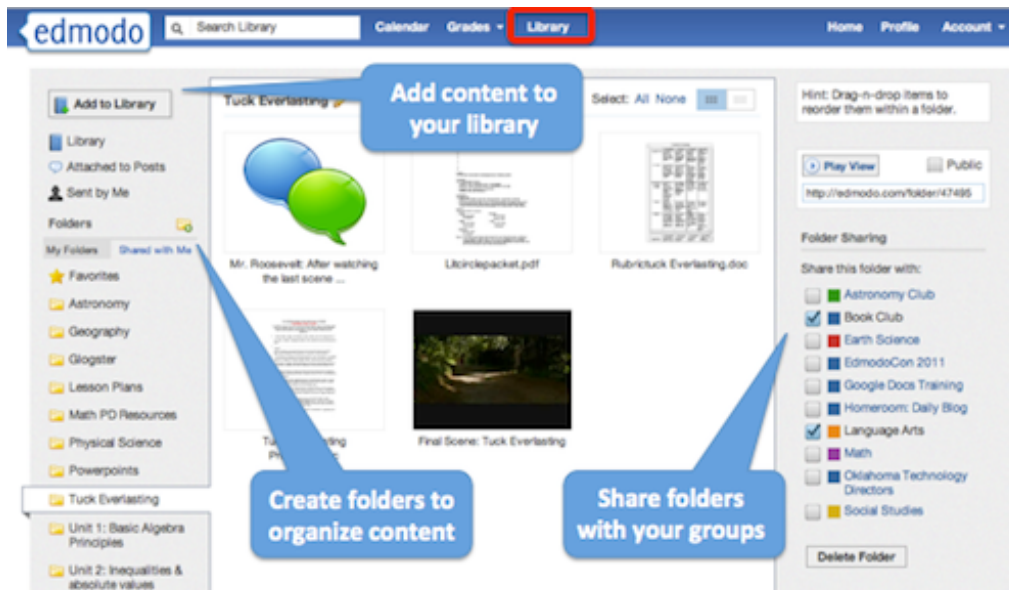 edmodo
Search Library
Calendar Grades Library
Home Profile Account
Add to Library
Library
Attached to Posts
Sent by Me
Folders
My Folders Shared with Me
Favorites
Astronomy
Geography
Glogster
Lesson Plans
Math PD Resources
Physical Science
Powerpoints
Tuck Everlasting
Unit 1: Basic Algebra
Principles
Unit 2: Inequalities &
absolute values
Tuck Everlasting
Select: All None
Add content to
your library
Mr. Roosevelt: After watching
the last scene ...
Litcirclepacket.pdf
Rubrictuck Everlasting.doc
Final Scene: Tuck Everlasting
Create folders to
organize content
Share folders
with your groups
Hint: Drag-n-drop items to
reorder them within a folder.
Play View Public
http://edmodo.com/folder/47495
Folder Sharing
Share this folder with:
Astronomy Club
Book Club
Earth Science
EdmodoCon 2011
Google Docs Training
Homeroom: Daily Blog
Language Arts
Math
Oklahoma Technology
Directors
Social Studies
Delete Folder